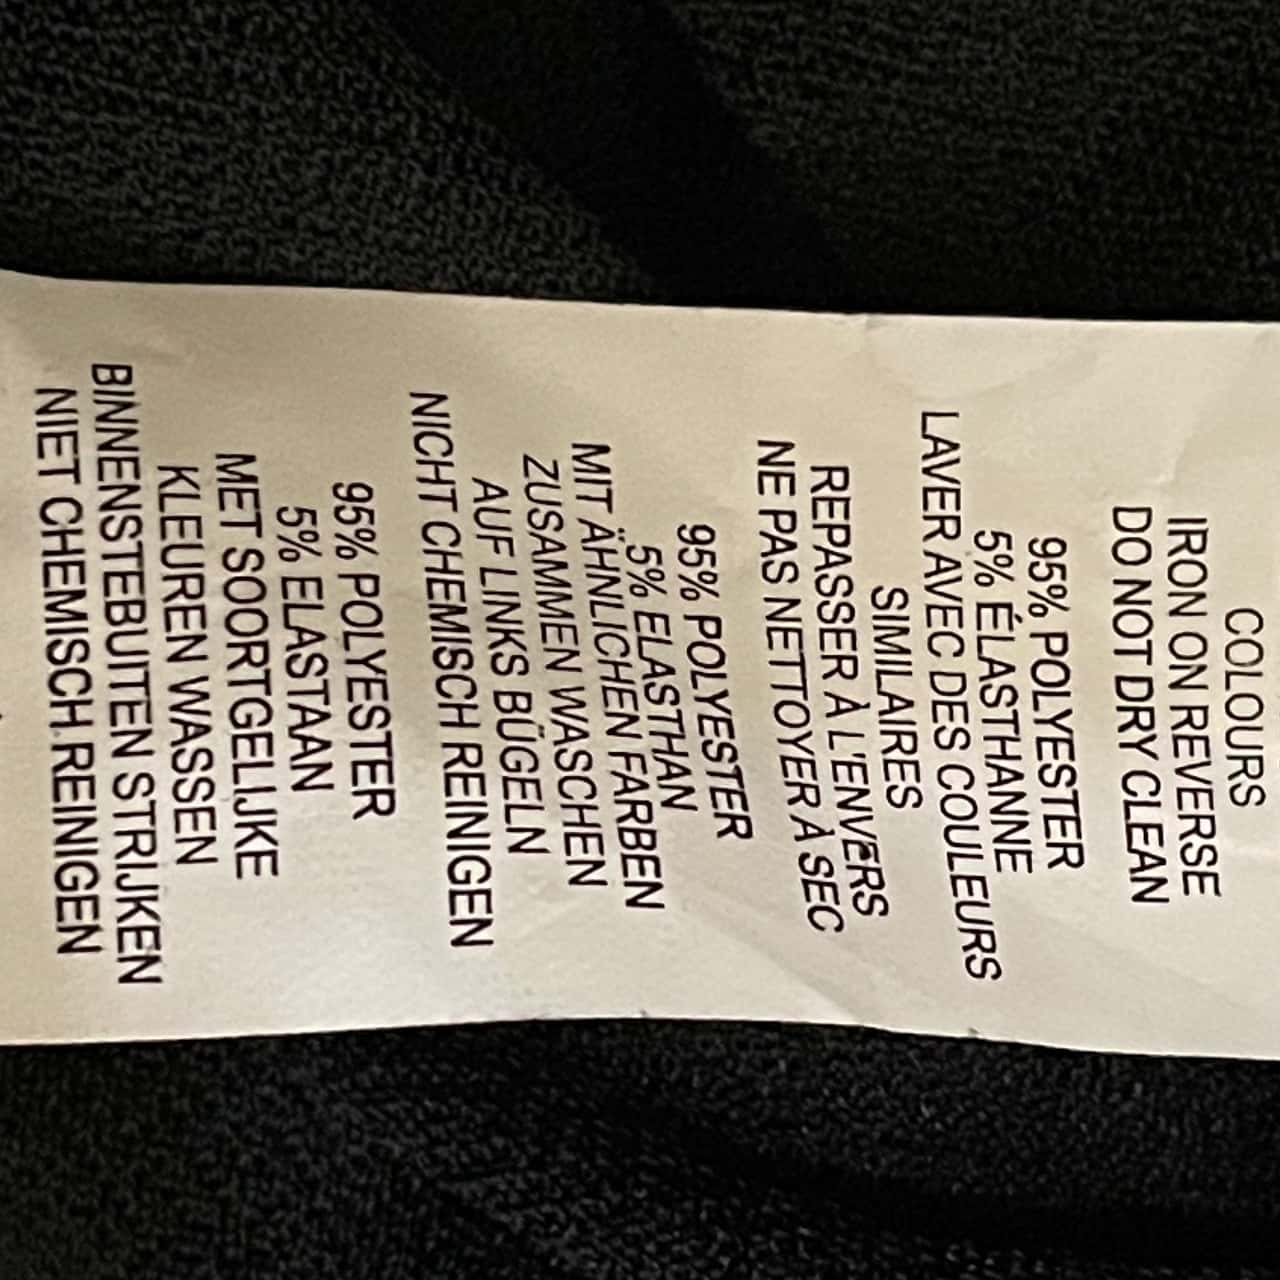 COLOURS
IRON ON REVERSE
DO NOT DRY CLEAN
95% POLYESTER
5% ÉLASTHANNE
LAVER AVEC DES COULEURS
SIMILAIRES
REPASSER À L'ENVERS
NE PAS NETTOYER À SEC
95% POLYESTER
5% ELASTHAN
MIT ÄHNLICHEN FARBEN
ZUSAMMEN WASCHEN
AUF LINKS BÜGELN
NICHT CHEMISCH REINIGEN
95% POLYESTER
5% ELASTAAN
MET SOORTGELIJKE
KLEUREN WASSEN
BINNENSTEBUITEN STRIJKEN
NIET CHEMISCH REINIGEN